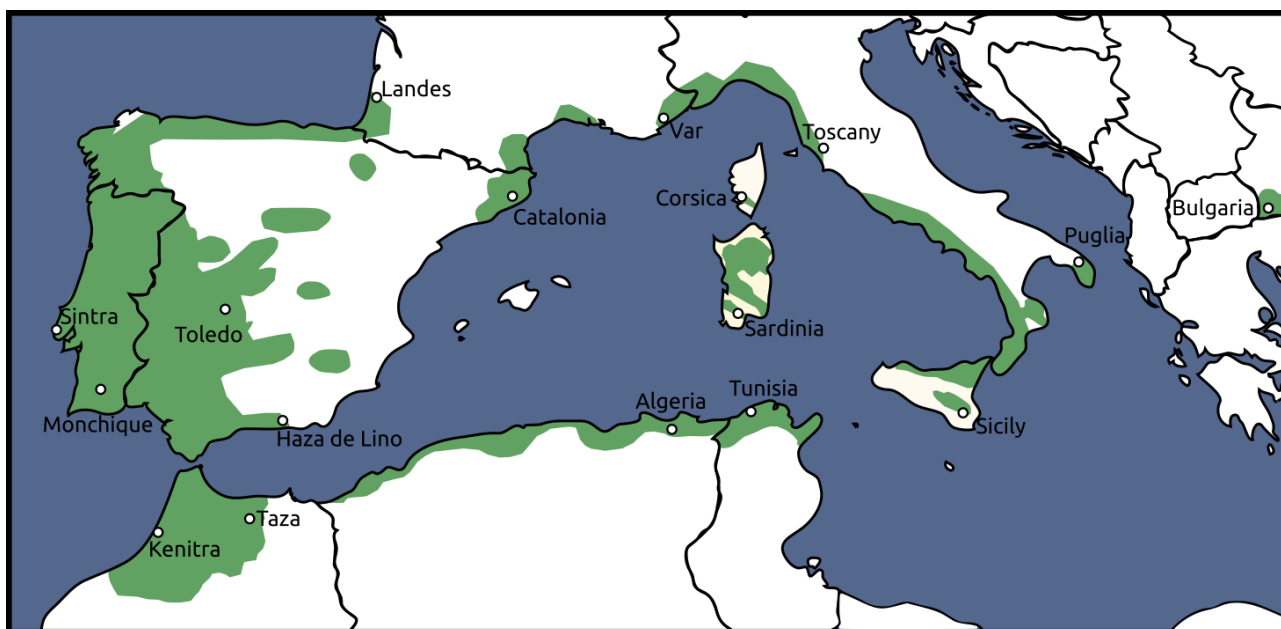 Landes
Var
Toscany
Corsica
Catalonia
Bulgaria
Puglia
Sintra
Toledo
Sardinia
Monchique
Haza de Lino
Algeria
Tunisia
Sicily
Taza
Kenitra